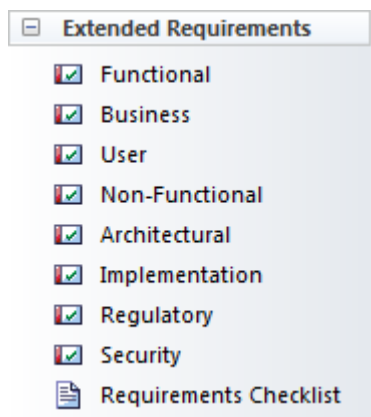 Extended Requirements
Functional
Business
User
Non-Functional
Architectural
Implementation
Regulatory
Security
Requirements Checklist